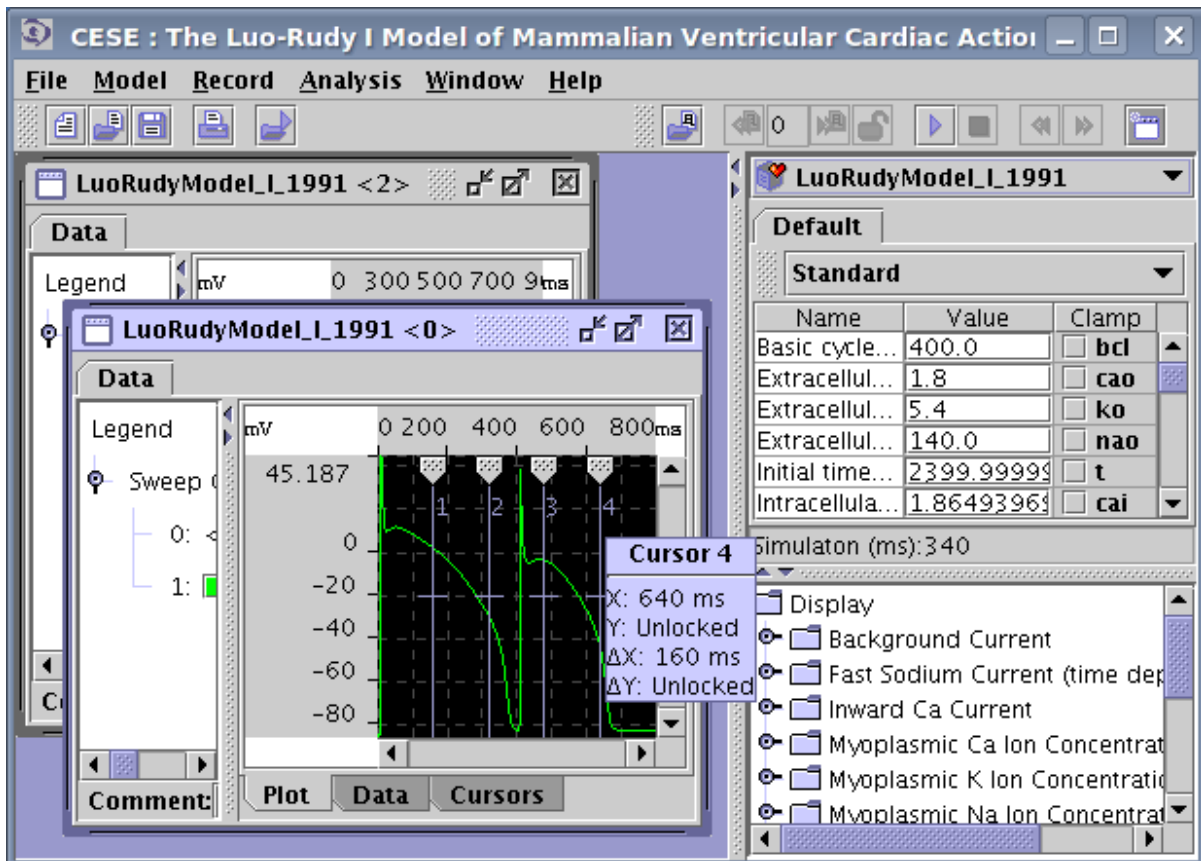 CESE : The Luo-Rudy I Model of Mammalian Ventricular Cardiac Action
File Model Record Analysis Window Help
0
LuoRudyModel_I_1991 <2>
Data
Legend
mV 0 300 500 700 9 ms
LuoRudyModel_I_1991 <0>
Data
Legend
Sweep
0: <
1:
mV 0 200 400 600 800 ms
45.187
0
-20
-40
-60
-80
1 2 3 4
Cursor 4
X: 640 ms
Y: Unlocked
ΔX: 160 ms
ΔY: Unlocked
Comment:
Plot Data Cursors
LuoRudyModel_I_1991
Default
Standard
Name Value Clamp
Basic cycle... 400.0 bcl
Extracellul... 1.8 cao
Extracellul... 5.4 ko
Extracellul... 140.0 nao
Initial time... 2399.99999 t
Intracellula... 1.86493969 cai
Simulaton (ms):340
Display
Background Current
Fast Sodium Current (time dep
Inward Ca Current
Myoplasmic Ca Ion Concentrat
Myoplasmic K Ion Concentratio
Myoplasmic Na Ion Concentrat